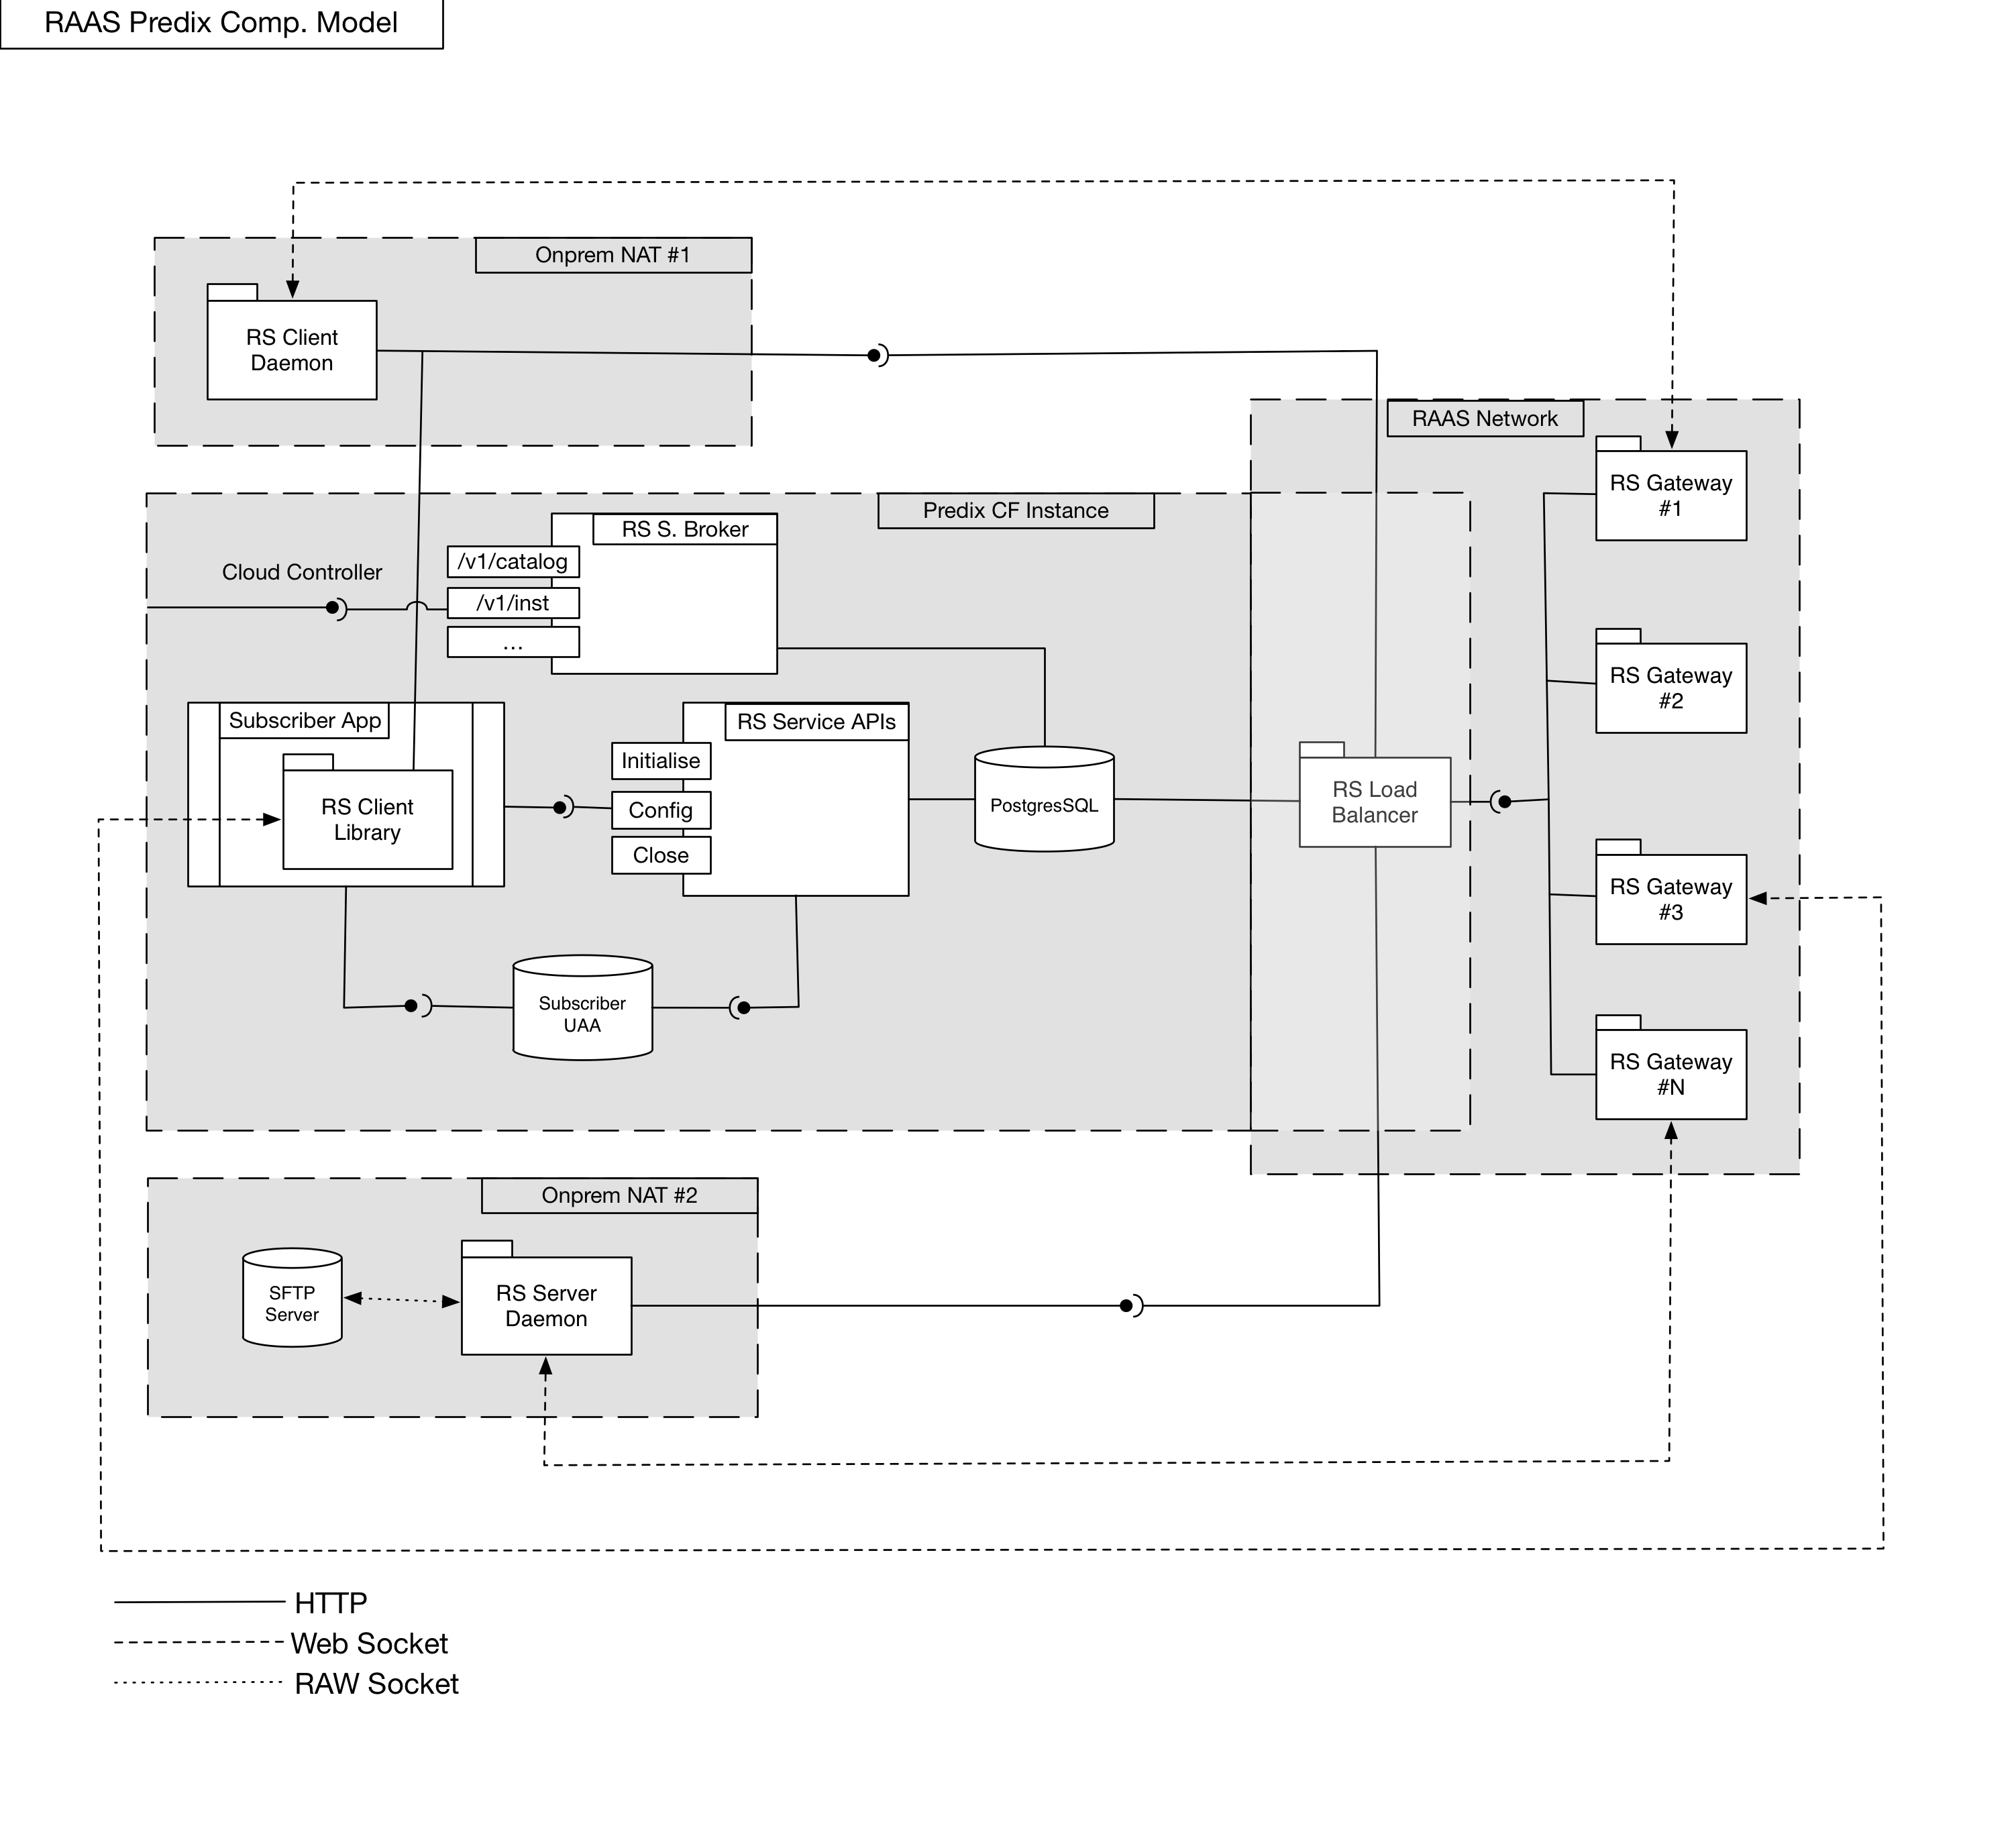 RAAS Predix Comp. Model
Onprem NAT #1
RS Client
Daemon
RAAS Network
RS Gateway
#1
Predix CF Instance
RS S. Broker
/v1/catalog
Cloud Controller
/v1/inst
...
RS Gateway
#2
Subscriber App
RS Service APIs
Initialise
RS Client
Library
Config
Close
PostgresSQL
RS Load
Balancer
RS Gateway
#3
Subscriber
UAA
RS Gateway
#N
Onprem NAT #2
SFTP
Server
RS Server
Daemon
HTTP
Web Socket
RAW Socket